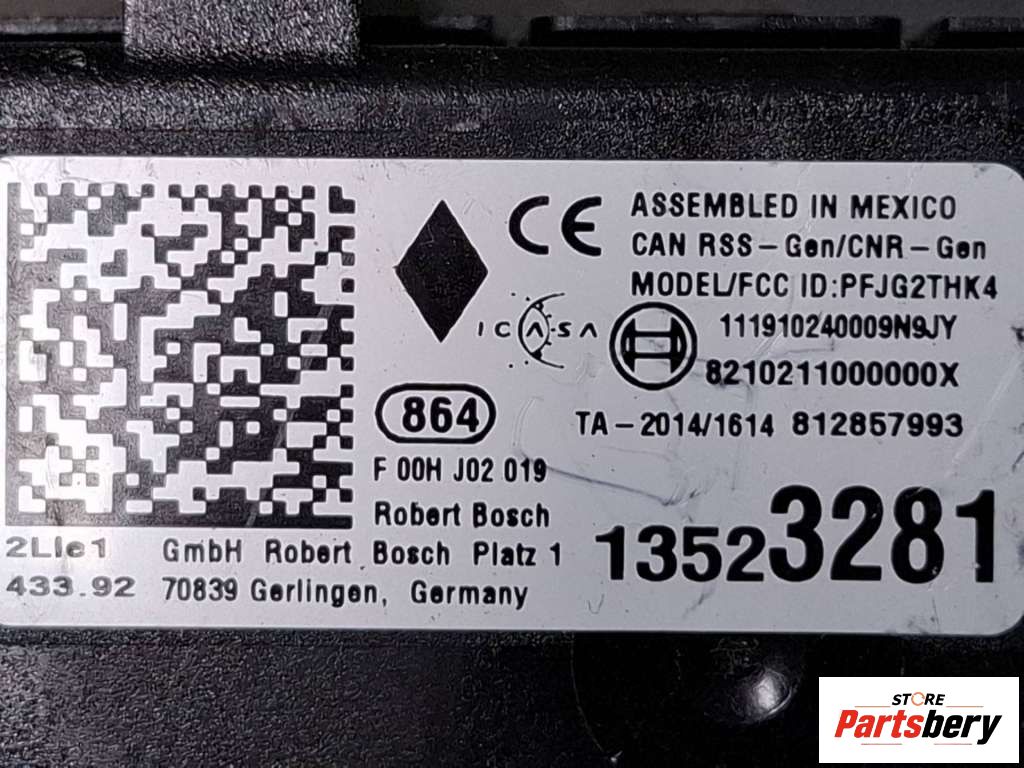 CE
ASSEMBLED IN MEXICO
CAN RSS-Gen/CNR-Gen
MODEL/FCC ID:PFJG2THK4
ICASA
111910240009N9JY
8210211000000X
864
TA-2014/1614 812857993
F 00H J02 019
Robert Bosch
13523281
2LIe1 GmbH Robert Bosch Platz 1
433.92 70839 Gerlingen, Germany
STORE
Partsbery